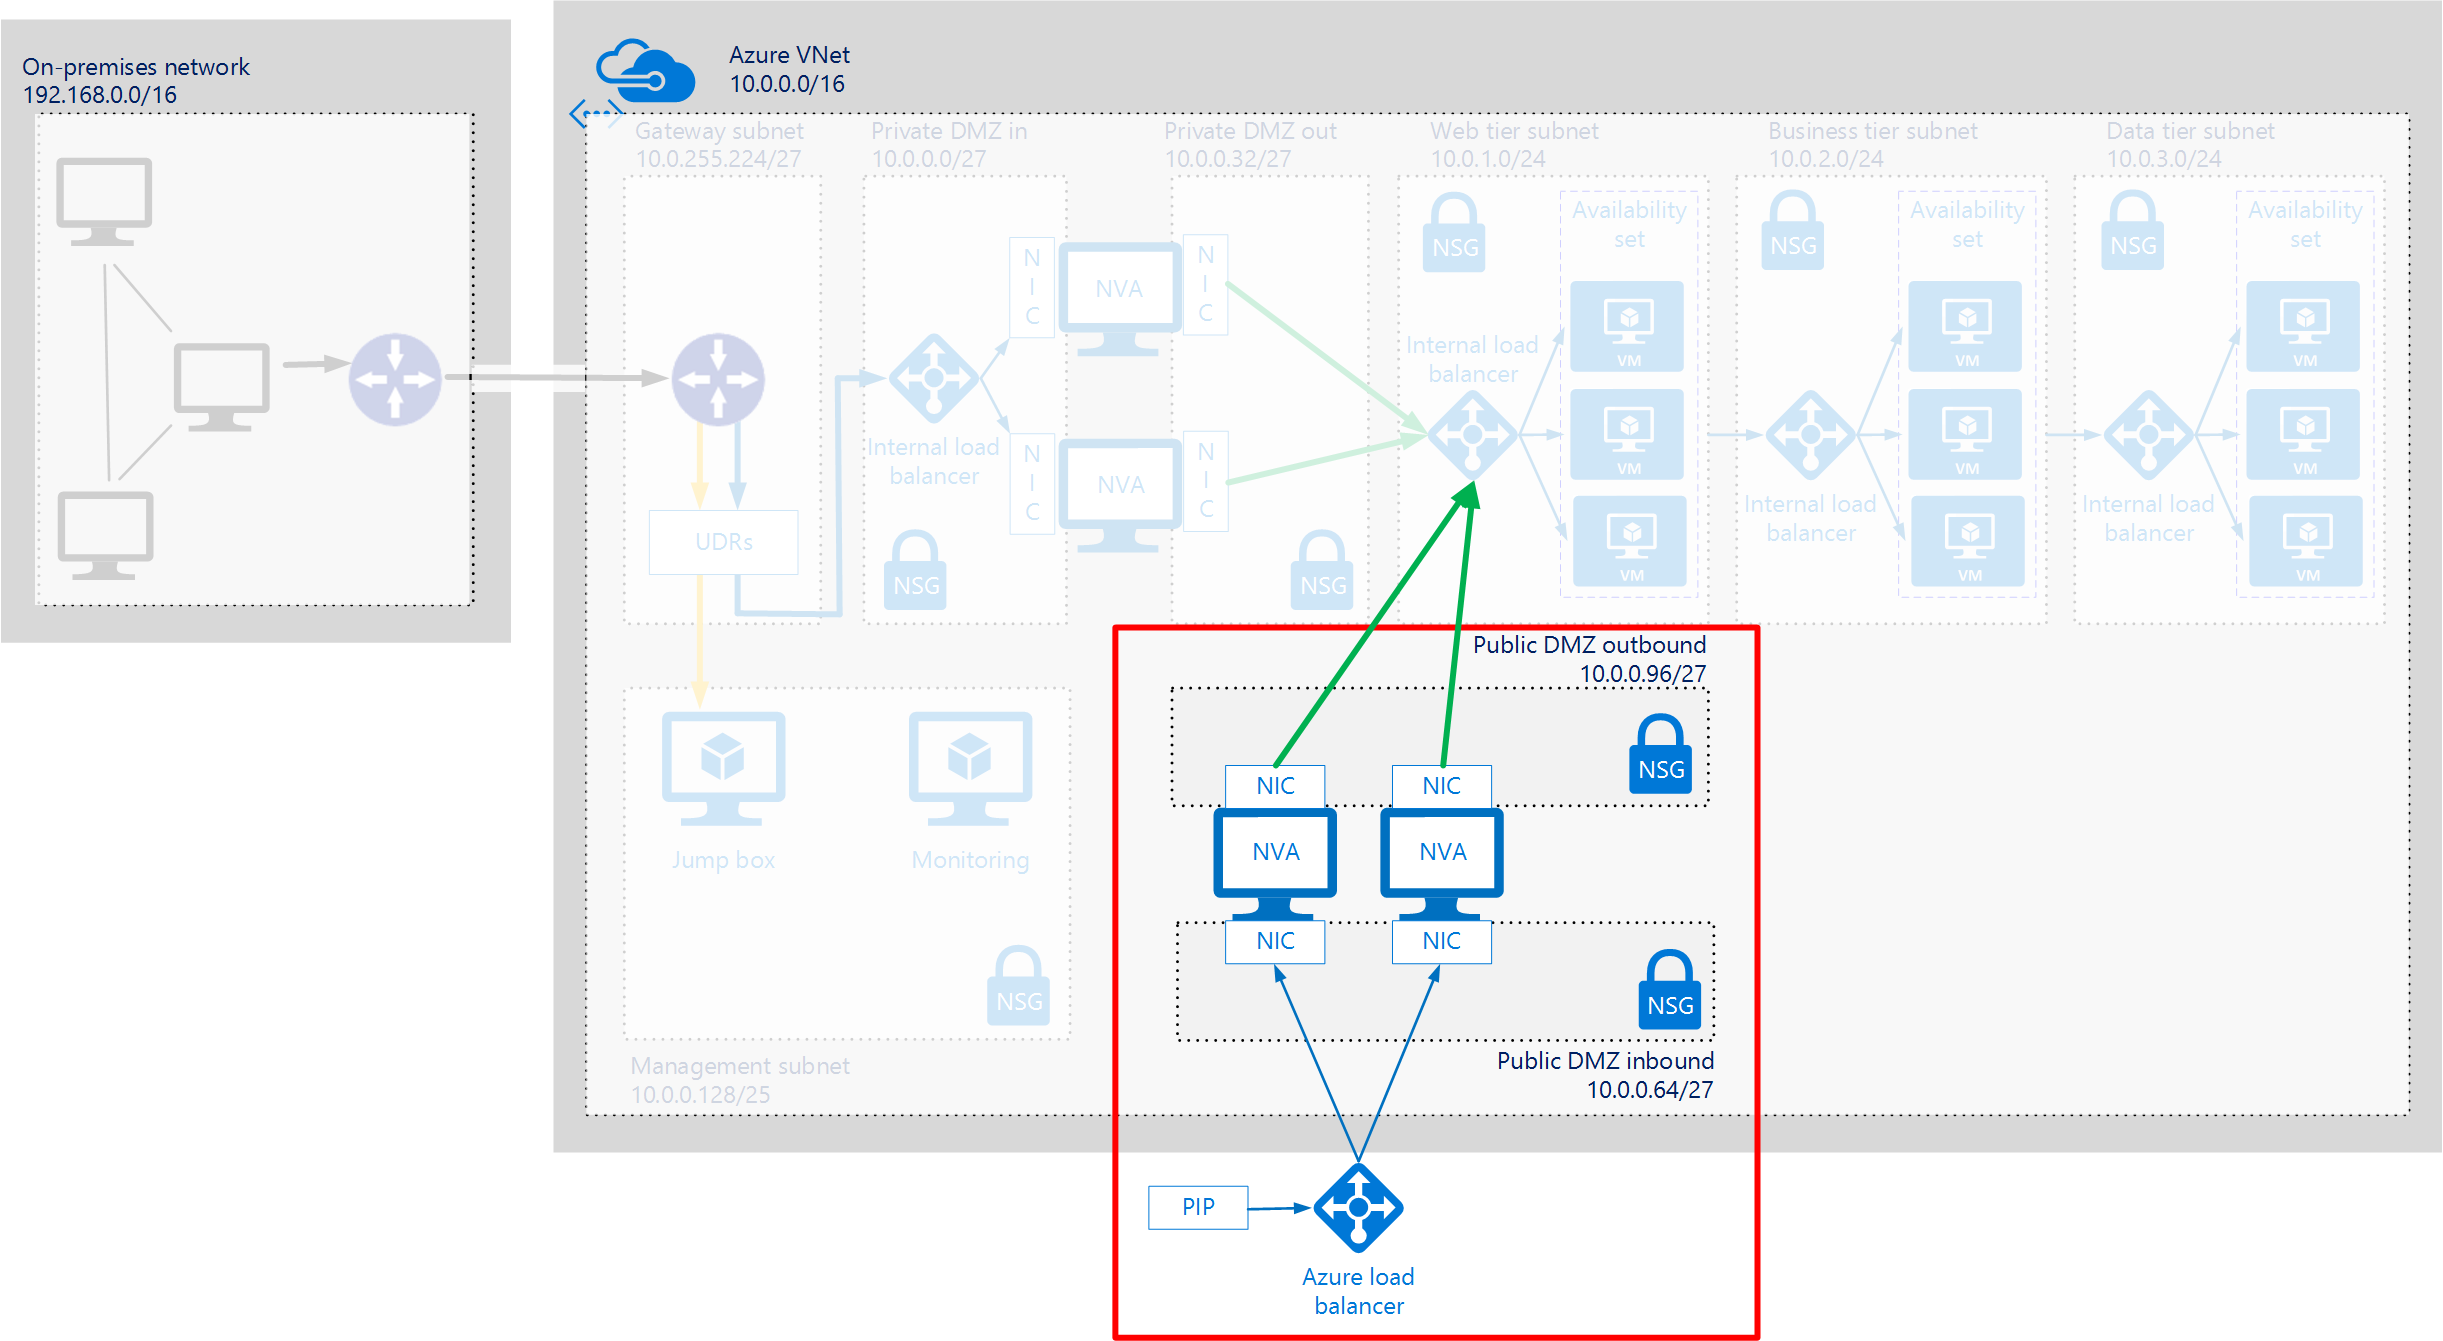 On-premises network
192.168.0.0/16
Azure VNet
10.0.0.0/16
Gateway subnet
10.0.255.224/27
Private DMZ in
10.0.0.0/27
Private DMZ out
10.0.0.32/27
Web tier subnet
10.0.1.0/24
Business tier subnet
10.0.2.0/24
Data tier subnet
10.0.3.0/24
UDRs
Internal load
balancer
NSG
N
I
C
NVA
N
I
C
N
I
C
NVA
N
I
C
NSG
NSG
Internal load
balancer
Availability
set
VM
VM
VM
NSG
Internal load
balancer
Availability
set
VM
VM
VM
NSG
Internal load
balancer
Availability
set
VM
VM
VM
Jump box
Monitoring
NSG
Management subnet
10.0.0.128/25
Public DMZ outbound
10.0.0.96/27
NSG
NIC
NIC
NVA
NVA
NIC
NIC
NSG
Public DMZ inbound
10.0.0.64/27
PIP
Azure load
balancer